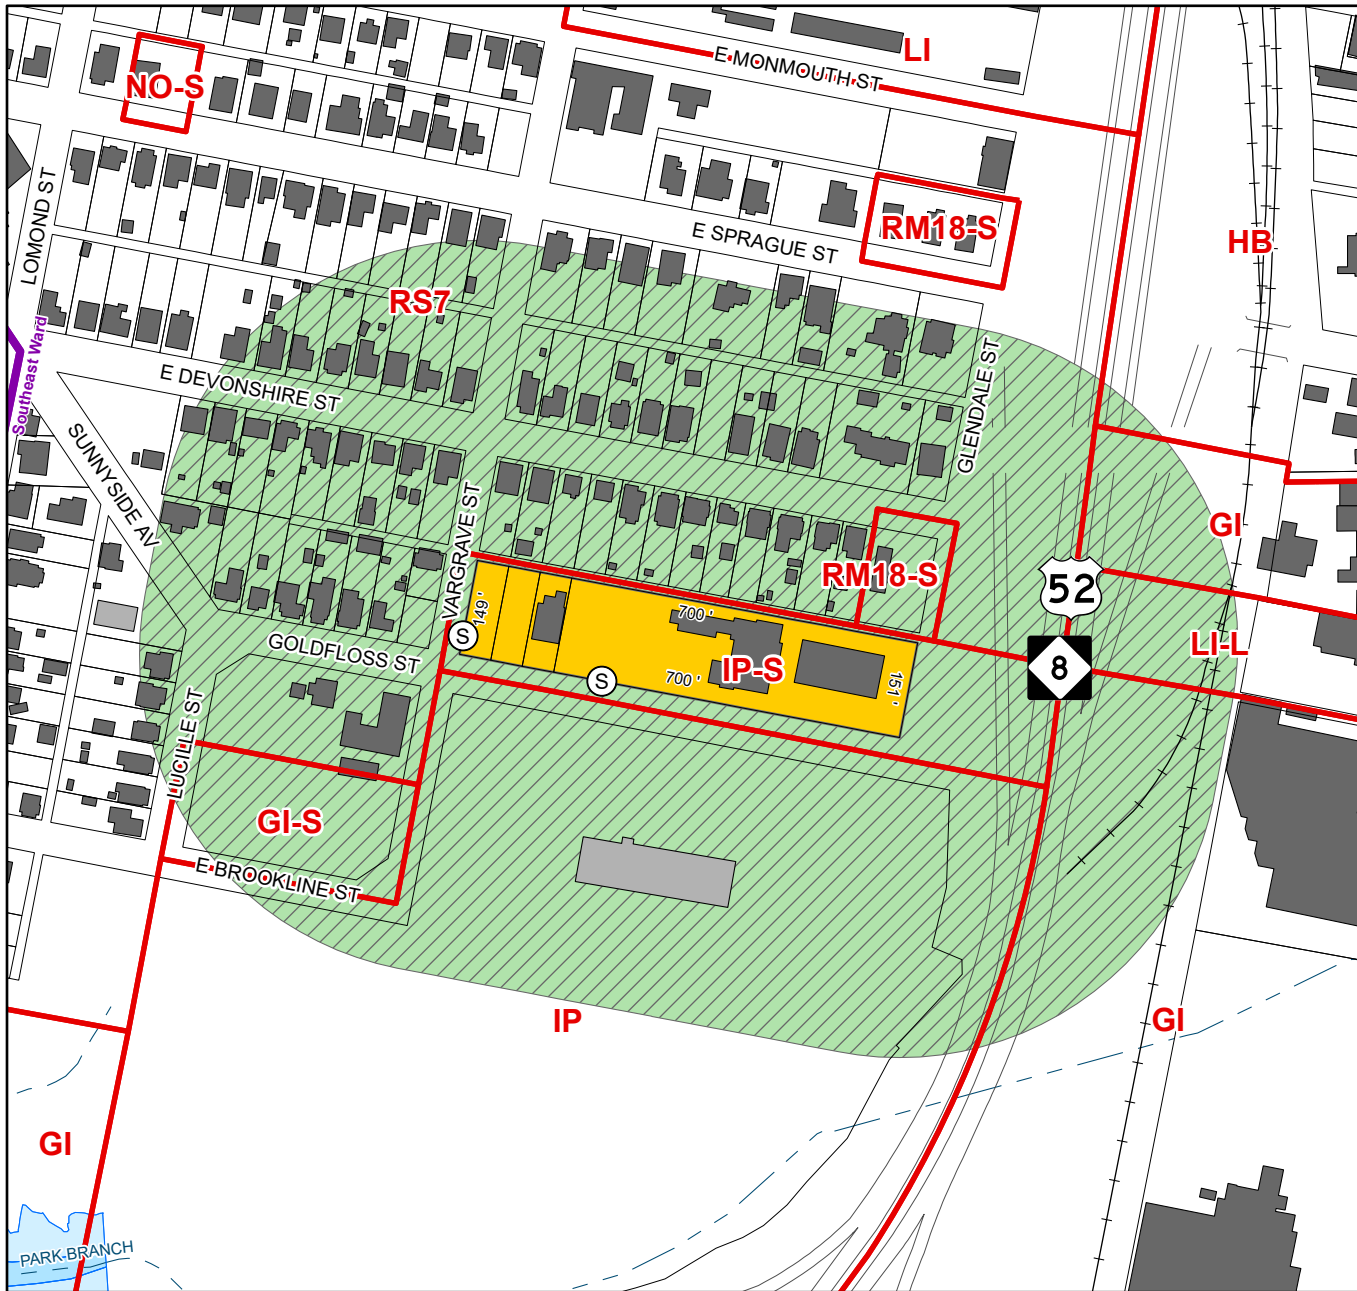 LI
E MONMOUTH ST
NO-S
LOMOND ST
RM18-S
E SPRAGUE ST
HB
RS7
Southeast Ward
E DEVONSHIRE ST
GLENDALE ST
SUNNYSIDE AV
VARGRAVE ST
GI
RM18-S
52
149 '
700 '
S
GOLDFLOSS ST
LI-L
8
IP-S
700 '
S
151 '
LUCILLE ST
GI-S
E BROOKLINE ST
IP
GI
GI
PARK BRANCH